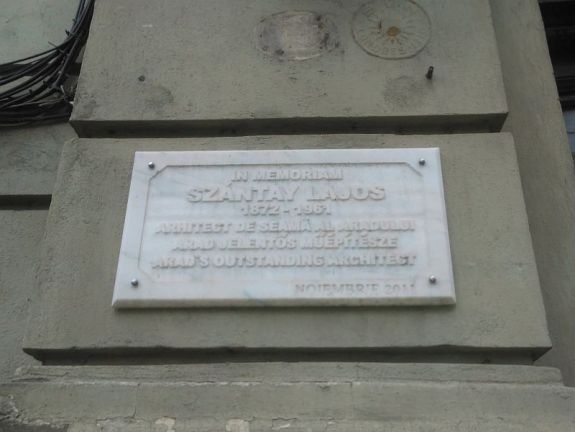 IN MEMORIAM
SZÁNTAY LAJOS
1872-1961
ARHITECT DE SEAMĂ AL ARADULUI
ARAD JELENTŐS MŰÉPÍTÉSZE
ARAD'S OUTSTANDING ARCHITECT
NOIEMBRIE 2011